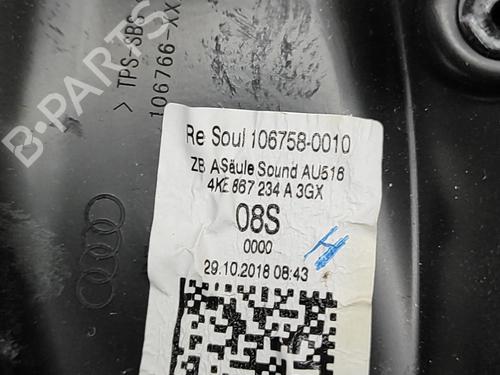 > TPS-SBS
106766-XX
Re Soul 106758-0010
ZB ASäule Sound AU516
4KE 867 234 A 3GX
08S
0000
29.10.2018 08:43
H
B-PARTS